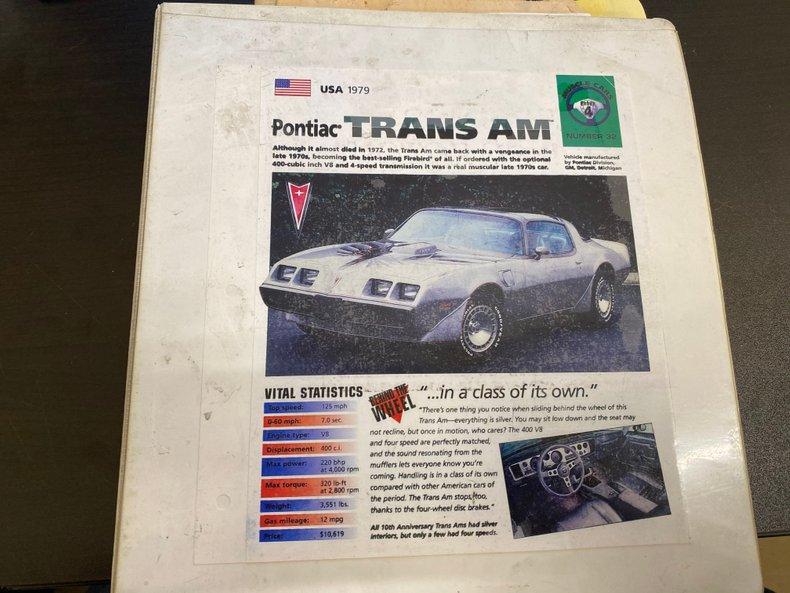 USA 1979
Pontiac TRANS AM™
MUSCLE CARS
GROUP
4
NUMBER 32
Although it almost died in 1972, the Trans Am came back with a vengeance in the
late 1970s, becoming the best-selling Firebird® of all. If ordered with the optional
400-cubic inch V8 and 4-speed transmission it was a real muscular late 1970s car.
Vehicle manufactured
by Pontiac Division,
GM, Detroit, Michigan
VITAL STATISTICS
Top speed: 125 mph
0-60 mph: 7.0 sec.
Engine type: V8
Displacement: 400 c.i.
Max power: 220 bhp
at 4,000 rpm
Max torque: 320 lb-ft
at 2,800 rpm
Weight: 3,551 lbs.
Gas mileage: 12 mpg
Price: $10,619
BEHIND THE
WHEEL
"...in a class of its own."
"There's one thing you notice when sliding behind the wheel of this
Trans Am—everything is silver. You may sit low down and the seat may
not recline, but once in motion, who cares? The 400 V8
and four speed are perfectly matched,
and the sound resonating from the
mufflers lets everyone know you're
coming. Handling is in a class of its own
compared with other American cars of
the period. The Trans Am stops, too,
thanks to the four-wheel disc brakes."
All 10th Anniversary Trans Ams had silver
interiors, but only a few had four speeds.